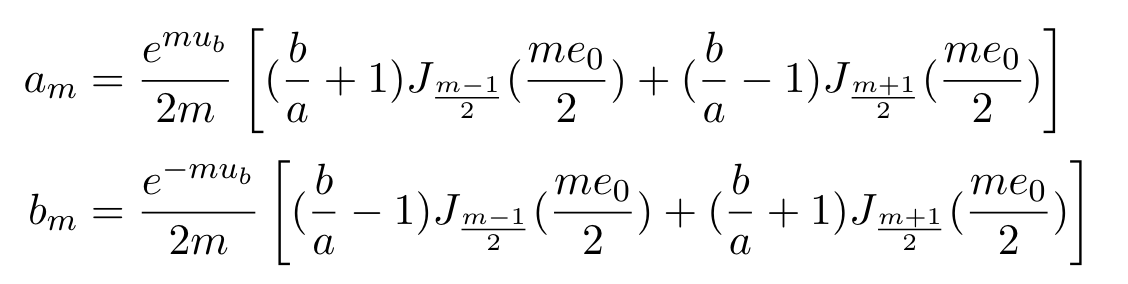 a_m = \frac{e^{mu_b}}{2m} \left[ (\frac{b}{a} + 1) J_{\frac{m-1}{2}} (\frac{me_0}{2}) + (\frac{b}{a} - 1) J_{\frac{m+1}{2}} (\frac{me_0}{2}) \right]
b_m = \frac{e^{-mu_b}}{2m} \left[ (\frac{b}{a} - 1) J_{\frac{m-1}{2}} (\frac{me_0}{2}) + (\frac{b}{a} + 1) J_{\frac{m+1}{2}} (\frac{me_0}{2}) \right]